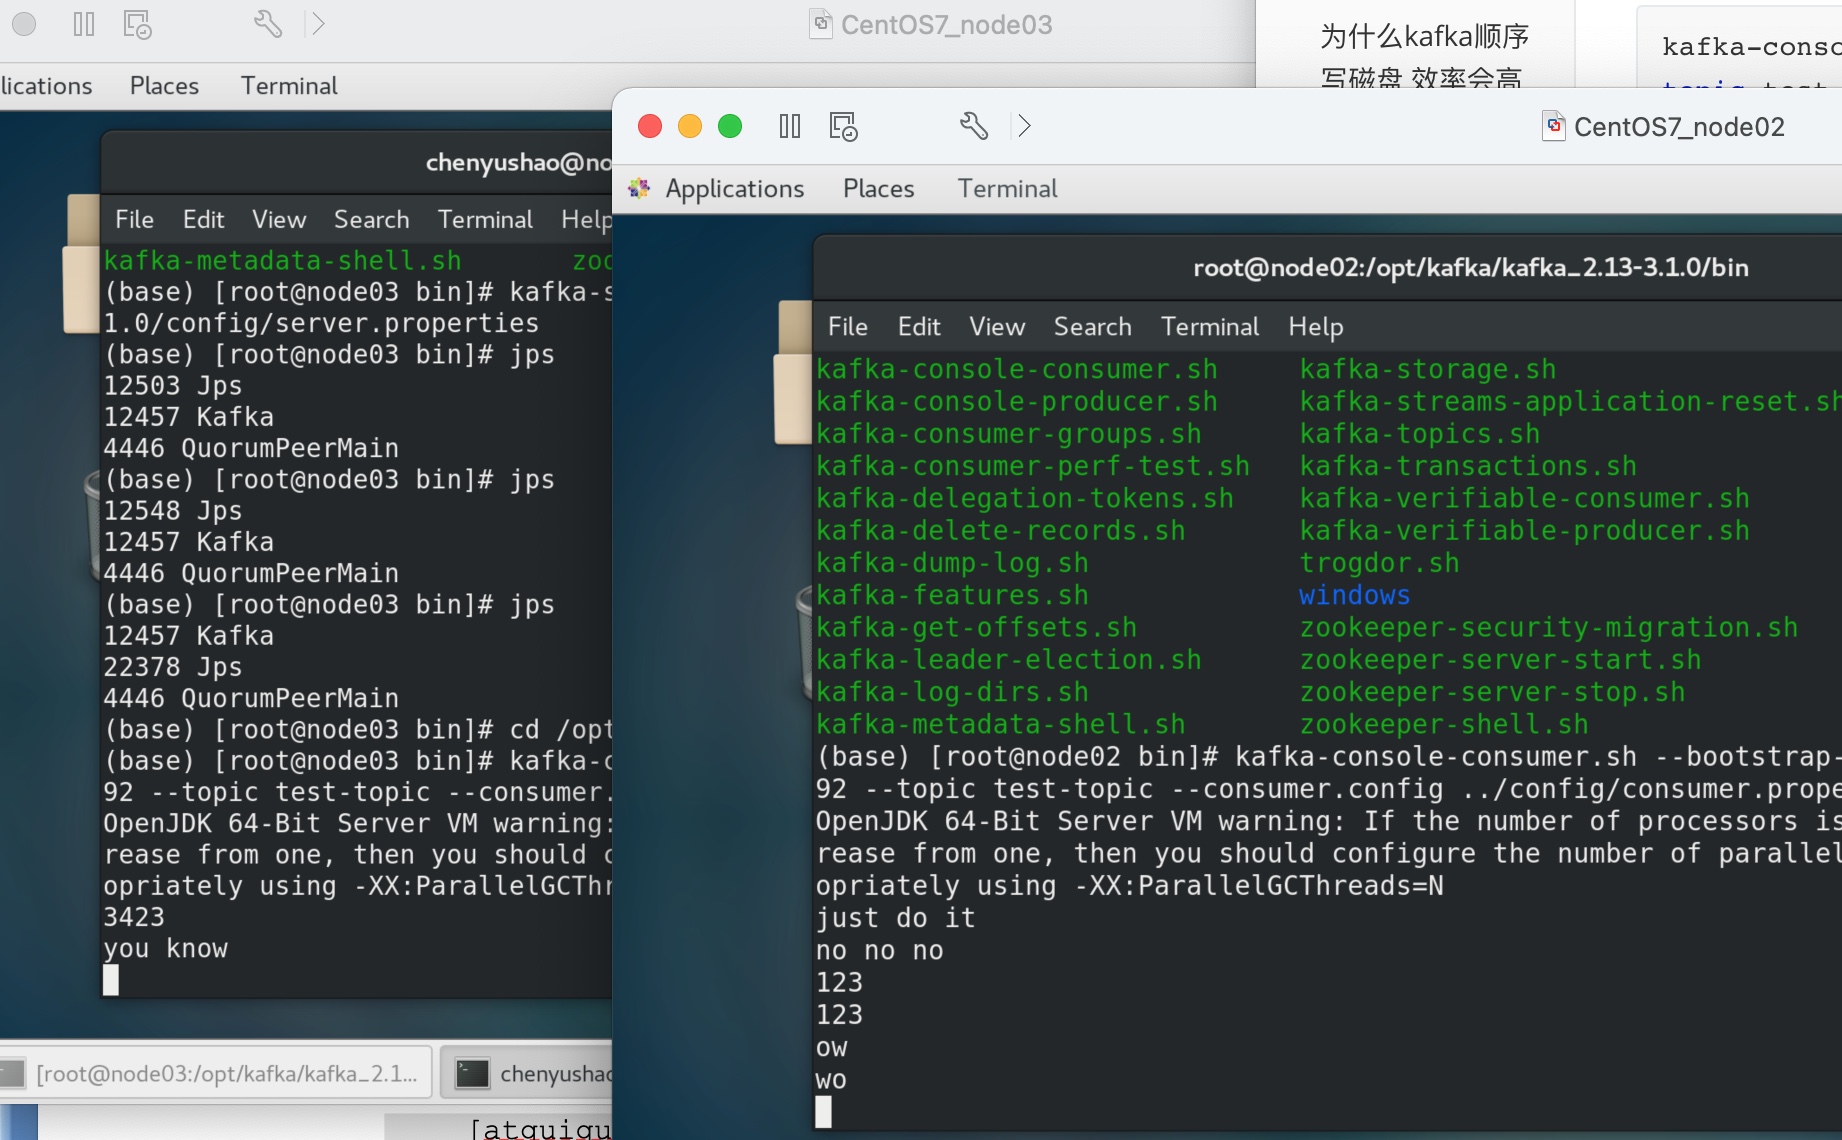 CentOS7_node03
lications Places Terminal
chenyushao@no
File Edit View Search Terminal Help
kafka-metadata-shell.sh zoo
(base) [root@node03 bin]# kafka-s
1.0/config/server.properties
(base) [root@node03 bin]# jps
12503 Jps
12457 Kafka
4446 QuorumPeerMain
(base) [root@node03 bin]# jps
12548 Jps
12457 Kafka
4446 QuorumPeerMain
(base) [root@node03 bin]# jps
12457 Kafka
22378 Jps
4446 QuorumPeerMain
(base) [root@node03 bin]# cd /opt
(base) [root@node03 bin]# kafka-c
92 --topic test-topic --consumer.
OpenJDK 64-Bit Server VM warning:
rease from one, then you should c
opriately using -XX:ParallelGCThr
3423
you know
[root@node03:/opt/kafka/kafka_2.1...
chenyushao
[atguigu
为什么kafka顺序
写磁盘 效率会高
kafka-conso
topic test
CentOS7_node02
Applications Places Terminal
root@node02:/opt/kafka/kafka_2.13-3.1.0/bin
File Edit View Search Terminal Help
kafka-console-consumer.sh kafka-storage.sh
kafka-console-producer.sh kafka-streams-application-reset.sh
kafka-consumer-groups.sh kafka-topics.sh
kafka-consumer-perf-test.sh kafka-transactions.sh
kafka-delegation-tokens.sh kafka-verifiable-consumer.sh
kafka-delete-records.sh kafka-verifiable-producer.sh
kafka-dump-log.sh trogdor.sh
kafka-features.sh windows
kafka-get-offsets.sh zookeeper-security-migration.sh
kafka-leader-election.sh zookeeper-server-start.sh
kafka-log-dirs.sh zookeeper-server-stop.sh
kafka-metadata-shell.sh zookeeper-shell.sh
(base) [root@node02 bin]# kafka-console-consumer.sh --bootstrap-
92 --topic test-topic --consumer.config ../config/consumer.prope
OpenJDK 64-Bit Server VM warning: If the number of processors is
rease from one, then you should configure the number of parallel
opriately using -XX:ParallelGCThreads=N
just do it
no no no
123
123
ow
wo